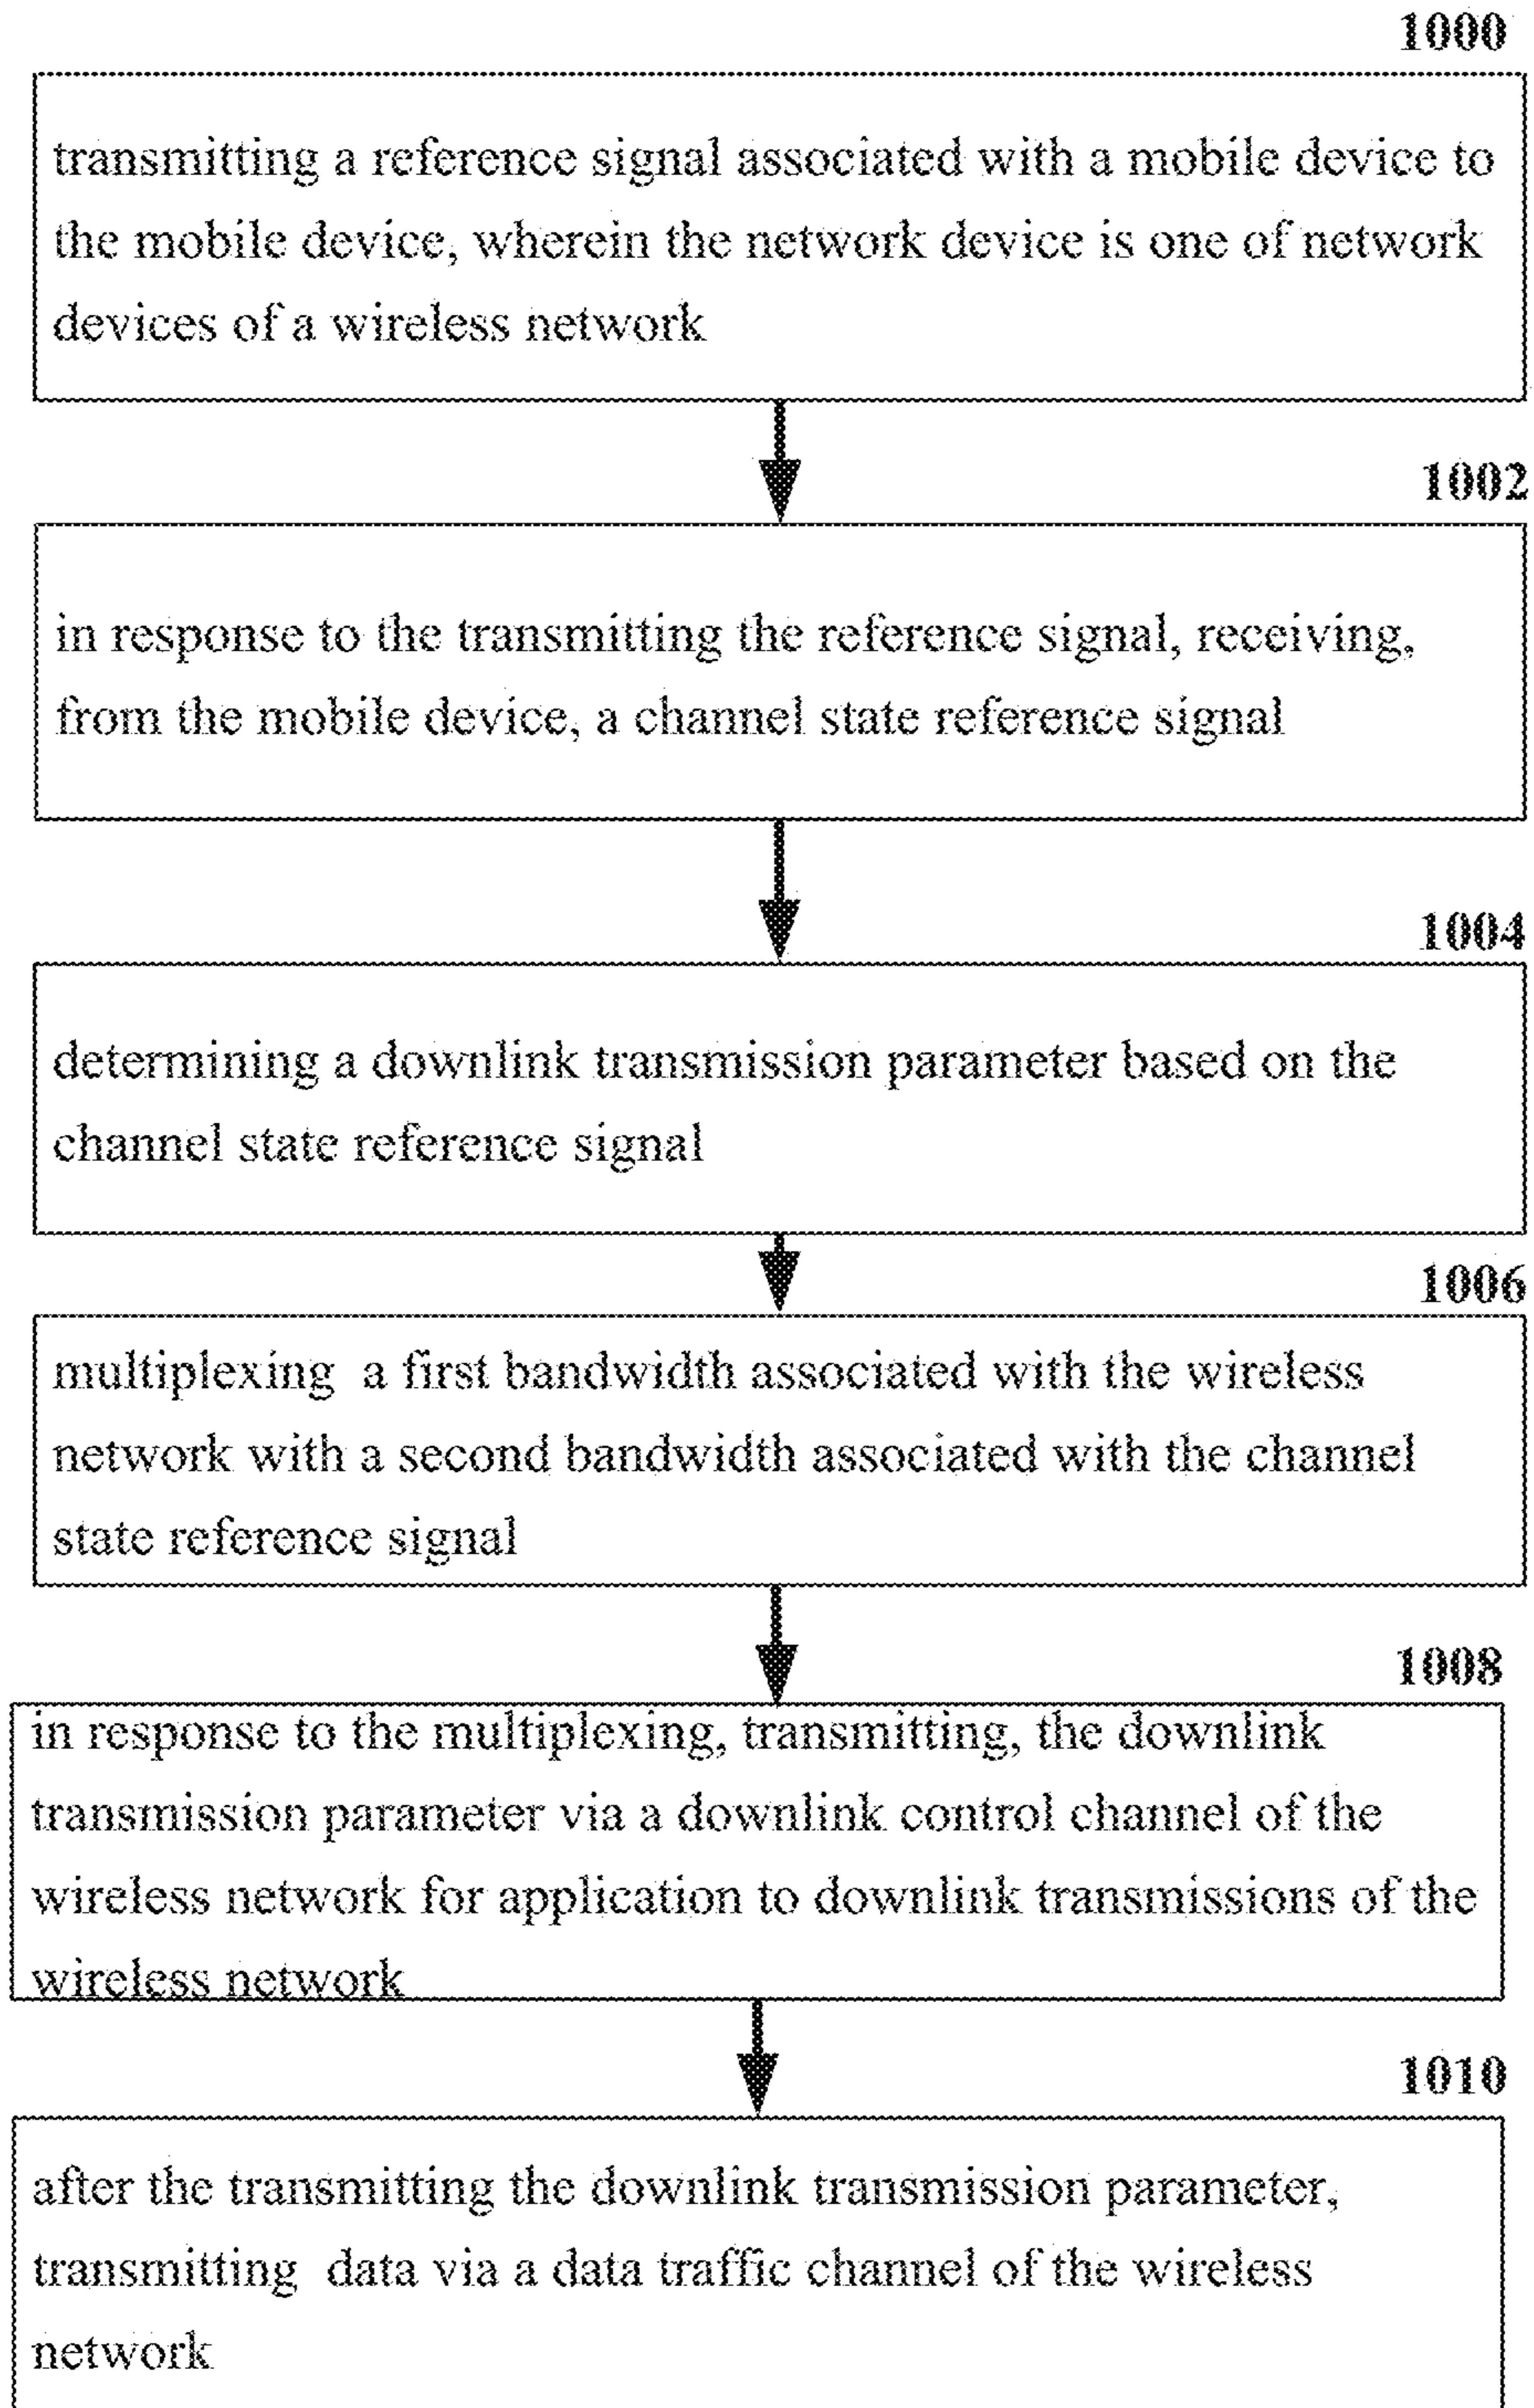 1000
transmitting a reference signal associated with a mobile device to
the mobile device, wherein the network device is one of network
devices of a wireless network
1002
in response to the transmitting the reference signal, receiving,
from the mobile device, a channel state reference signal
1004
determining a downlink transmission parameter based on the
channel state reference signal
1006
multiplexing  a first bandwidth associated with the wireless
network with a second bandwidth associated with the channel
state reference signal
1008
in response to the multiplexing, transmitting, the downlink
transmission parameter via a downlink control channel of the
wireless network for application to downlink transmissions of the
wireless network
1010
after the transmitting the downlink transmission parameter,
transmitting  data via a data traffic channel of the wireless
network